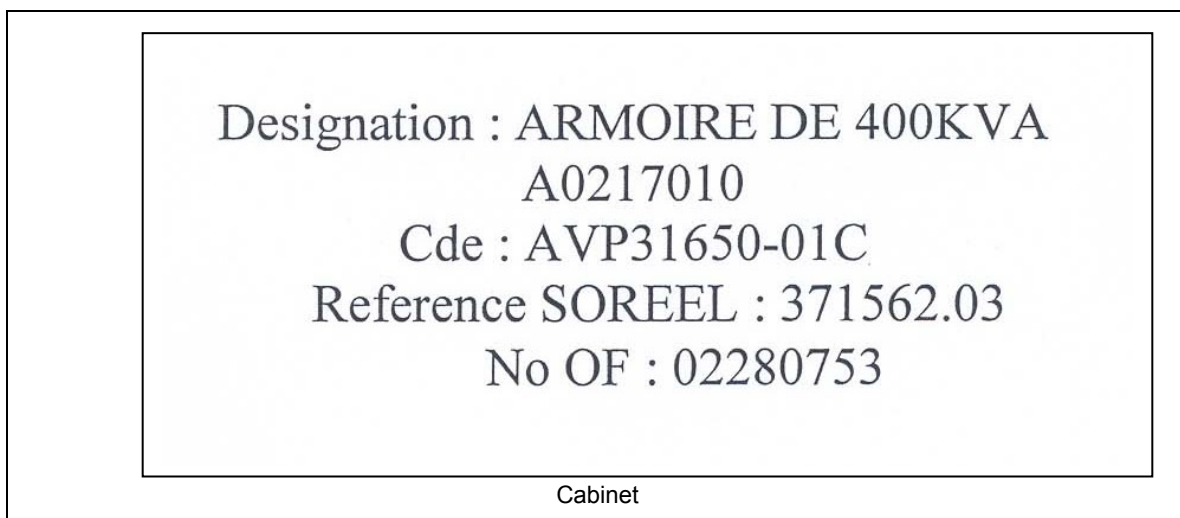 Designation : ARMOIRE DE 400KVA
A0217010
Cde : AVP31650-01C
Reference SOREEL : 371562.03
No OF : 02280753
Cabinet